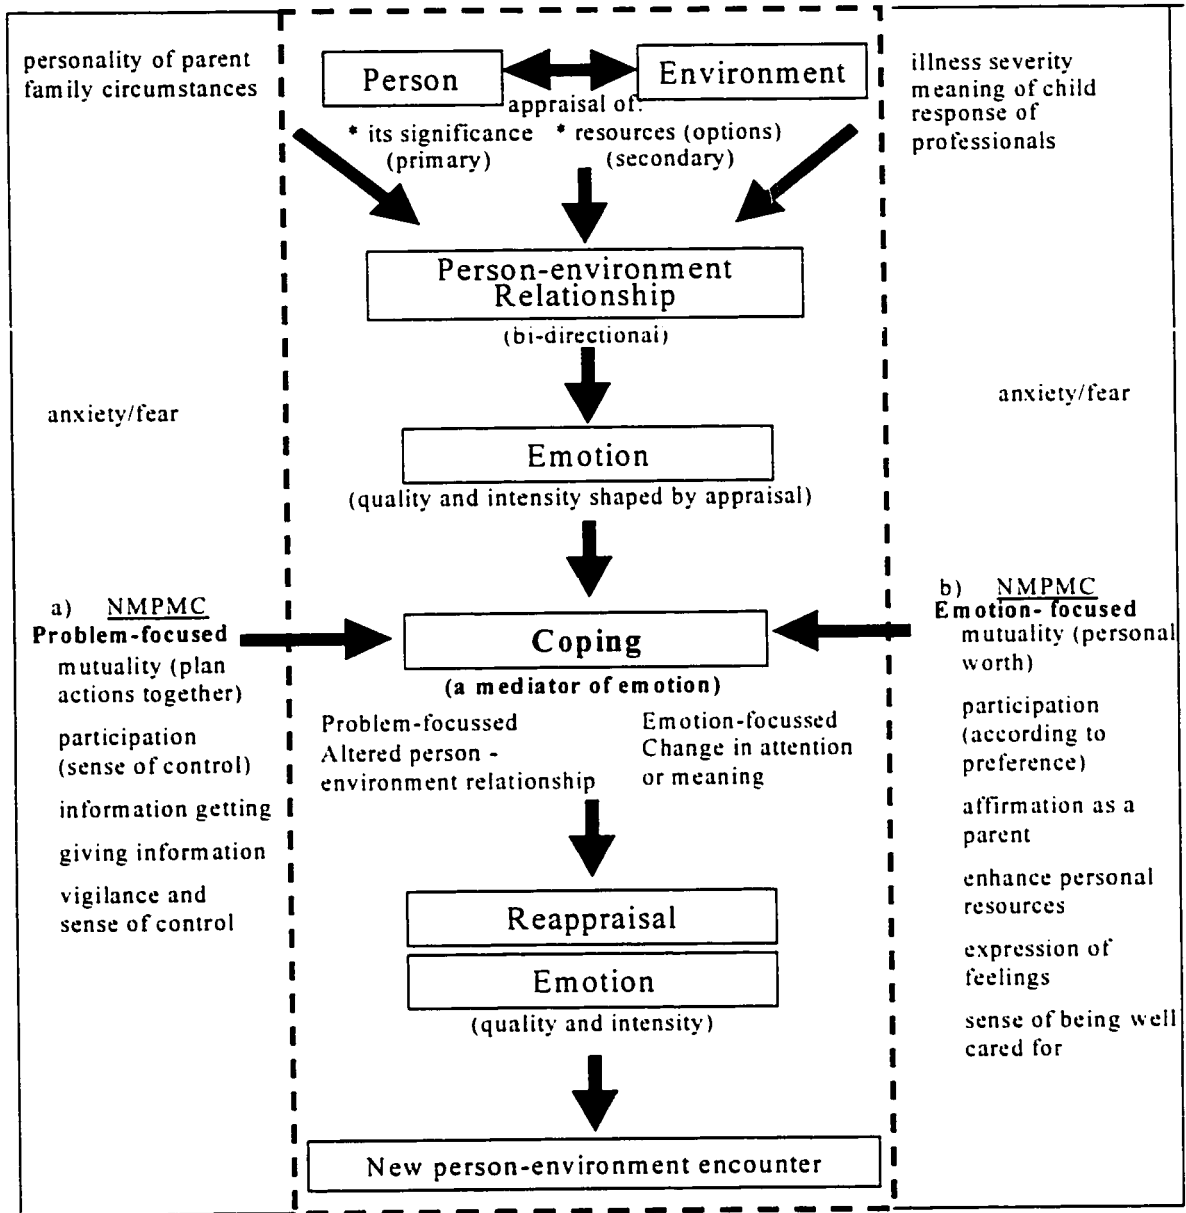 personality of parent
family circumstances
Person
Environment
appraisal of:
* its significance
(primary)
* resources (options)
(secondary)
illness severity
meaning of child
response of
professionals
Person-environment
Relationship
(bi-directional)
anxiety/fear
anxiety/fear
Emotion
(quality and intensity shaped by appraisal)
a) NMPMC
Problem-focused
mutuality (plan
actions together)
participation
(sense of control)
information getting
giving information
vigilance and
sense of control
Coping
(a mediator of emotion)
Problem-focussed
Altered person -
environment relationship
Emotion-focussed
Change in attention
or meaning
b) NMPMC
Emotion- focused
mutuality (personal
worth)
participation
(according to
preference)
affirmation as a
parent
enhance personal
resources
expression of
feelings
sense of being well
cared for
Reappraisal
Emotion
(quality and intensity)
New person-environment encounter